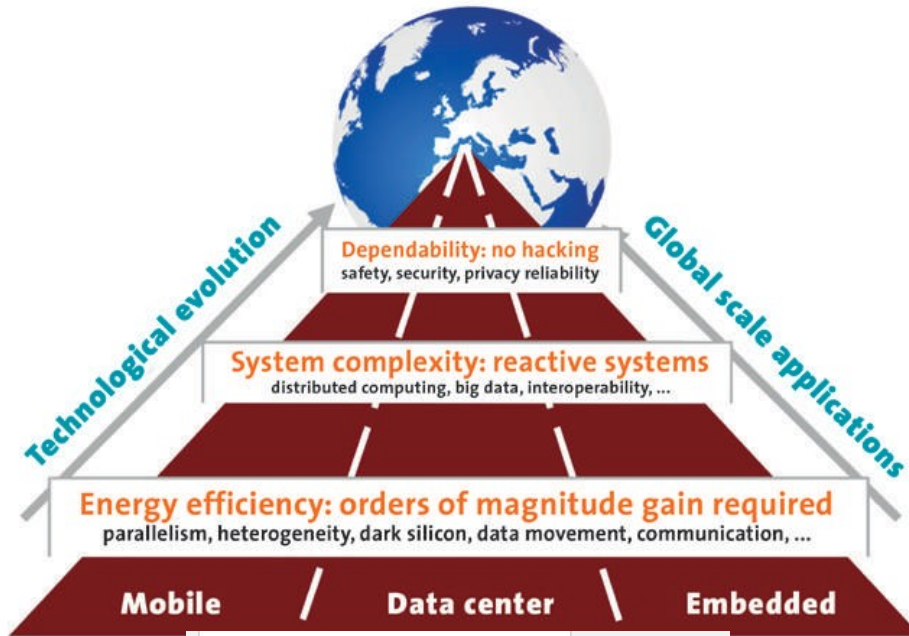 Technological evolution
Global scale applications
Dependability: no hacking
safety, security, privacy reliability
System complexity: reactive systems
distributed computing, big data, interoperability, ...
Energy efficiency: orders of magnitude gain required
parallelism, heterogeneity, dark silicon, data movement, communication, ...
Mobile / Data center / Embedded